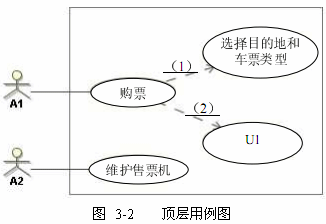 选择目的地和
车票类型
(1)
购票
A1
(2)
U1
维护售票机
A2
图 3-2 顶层用例图